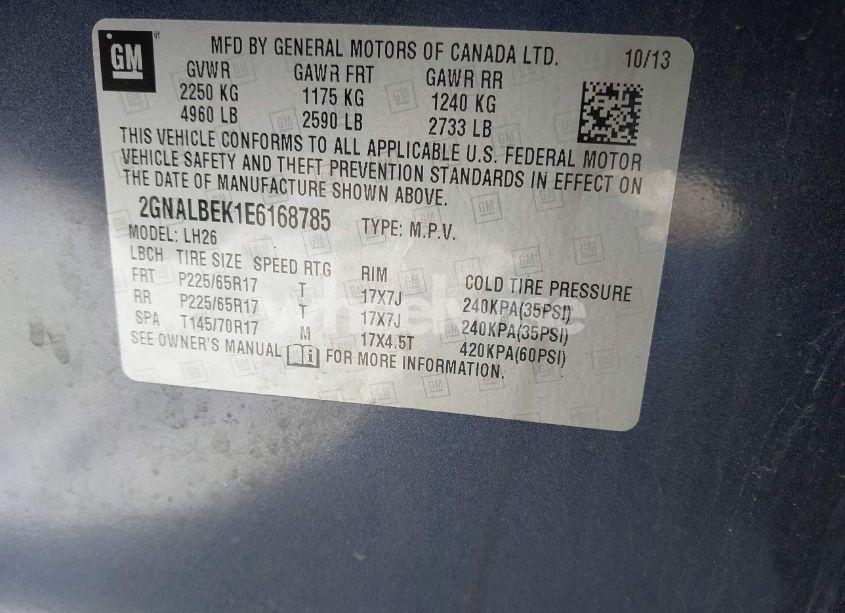 GM
MFD BY GENERAL MOTORS OF CANADA LTD. 10/13
GVWR GAWR FRT GAWR RR
2250 KG 1175 KG 1240 KG
4960 LB 2590 LB 2733 LB
THIS VEHICLE CONFORMS TO ALL APPLICABLE U.S. FEDERAL MOTOR
VEHICLE SAFETY AND THEFT PREVENTION STANDARDS IN EFFECT ON
THE DATE OF MANUFACTURE SHOWN ABOVE.
2GNALBEK1E6168785 TYPE: M.P.V.
MODEL: LH26
LBCH TIRE SIZE SPEED RTG RIM COLD TIRE PRESSURE
FRT P225/65R17 T 17X7J 240KPA(35PSI)
RR P225/65R17 T 17X7J 240KPA(35PSI)
SPA T145/70R17 M 17X4.5T 420KPA(60PSI)
SEE OWNER'S MANUAL FOR MORE INFORMATION.